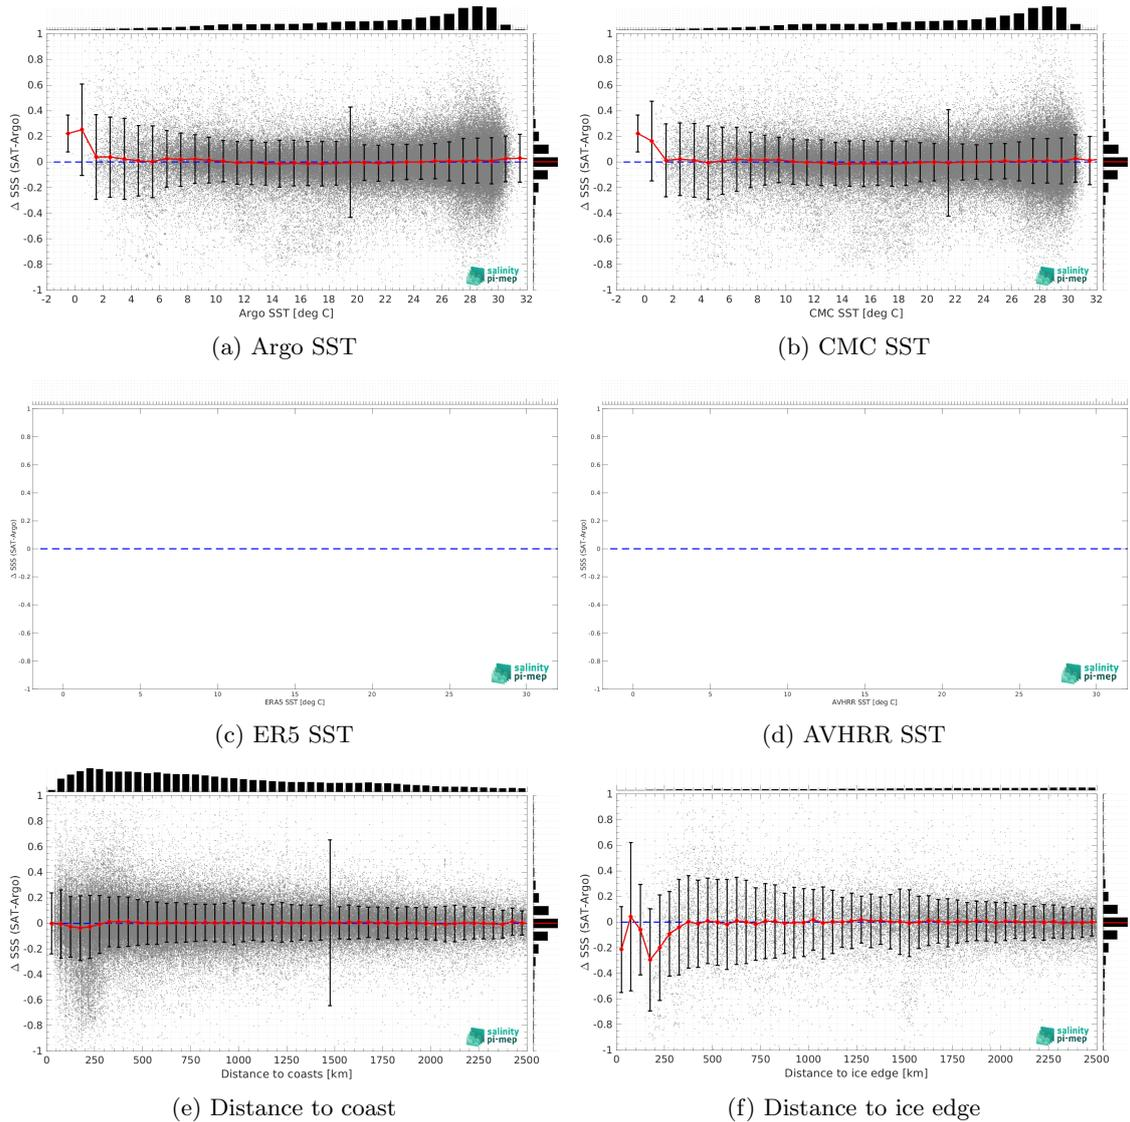 1
0.8
0.6
0.4
0.2
0
-0.2
-0.4
-0.6
-0.8
-1
Δ SSS (SAT-Argo)
salinity
pi-mep
-2 0 2 4 6 8 10 12 14 16 18 20 22 24 26 28 30 32
Argo SST [deg C]
(a) Argo SST
1
0.8
0.6
0.4
0.2
0
-0.2
-0.4
-0.6
-0.8
-1
Δ SSS (SAT-Argo)
salinity
pi-mep
-2 0 2 4 6 8 10 12 14 16 18 20 22 24 26 28 30 32
CMC SST [deg C]
(b) CMC SST
1
0.8
0.6
0.4
0.2
0
-0.2
-0.4
-0.6
-0.8
-1
Δ SSS (SAT-Argo)
salinity
pi-mep
0 5 10 15 20 25 30
ERA5 SST [deg C]
(c) ER5 SST
1
0.8
0.6
0.4
0.2
0
-0.2
-0.4
-0.6
-0.8
-1
Δ SSS (SAT-Argo)
salinity
pi-mep
0 5 10 15 20 25 30
AVHRR SST [deg C]
(d) AVHRR SST
1
0.8
0.6
0.4
0.2
0
-0.2
-0.4
-0.6
-0.8
-1
Δ SSS (SAT-Argo)
salinity
pi-mep
0 250 500 750 1000 1250 1500 1750 2000 2250 2500
Distance to coasts [km]
(e) Distance to coast
1
0.8
0.6
0.4
0.2
0
-0.2
-0.4
-0.6
-0.8
-1
Δ SSS (SAT-Argo)
salinity
pi-mep
0 250 500 750 1000 1250 1500 1750 2000 2250 2500
Distance to ice edge [km]
(f) Distance to ice edge